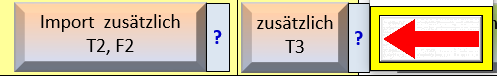 Import zusätzlich
T2, F2
?
zusätzlich
T3
?